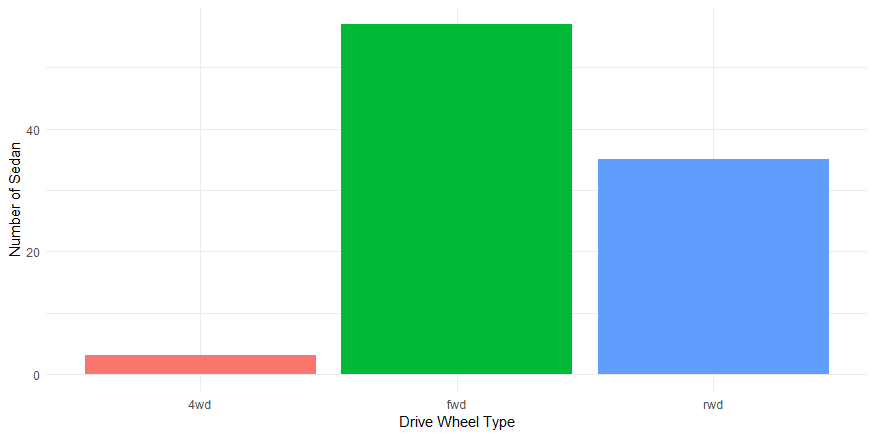 Number of Sedan
40
20
0
4wd
fwd
rwd
Drive Wheel Type